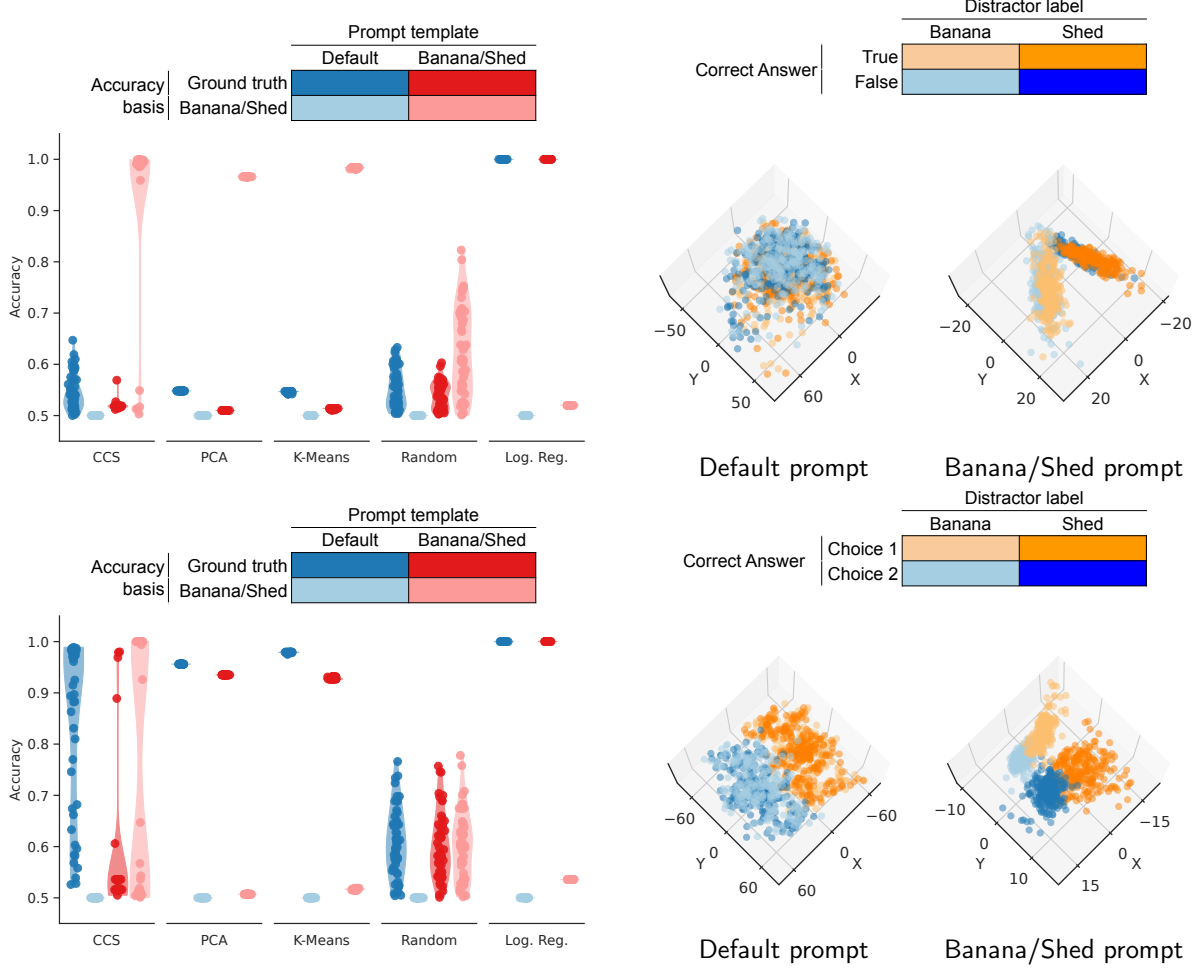 Prompt template
Default Banana/Shed
Accuracy basis
Ground truth
Banana/Shed
Accuracy
1.0
0.9
0.8
0.7
0.6
0.5
CCS PCA K-Means Random Log. Reg.
Distractor label
Banana Shed
Correct Answer
True
False
−50 0 50
Y
60 0
X
Default prompt
−20 0 20
Y
20 0 −20
X
Banana/Shed prompt
Prompt template
Default Banana/Shed
Accuracy basis
Ground truth
Banana/Shed
Accuracy
1.0
0.9
0.8
0.7
0.6
0.5
CCS PCA K-Means Random Log. Reg.
Distractor label
Banana Shed
Correct Answer
Choice 1
Choice 2
−60 0 60
Y
60 0 −60
X
Default prompt
−10 0 10
Y
15 0 −15
X
Banana/Shed prompt